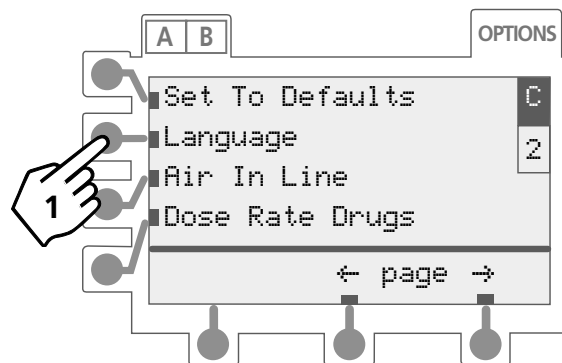 A B OPTIONS
Set To Defaults C
Language 2
Air In Line
1
Dose Rate Drugs
← page →